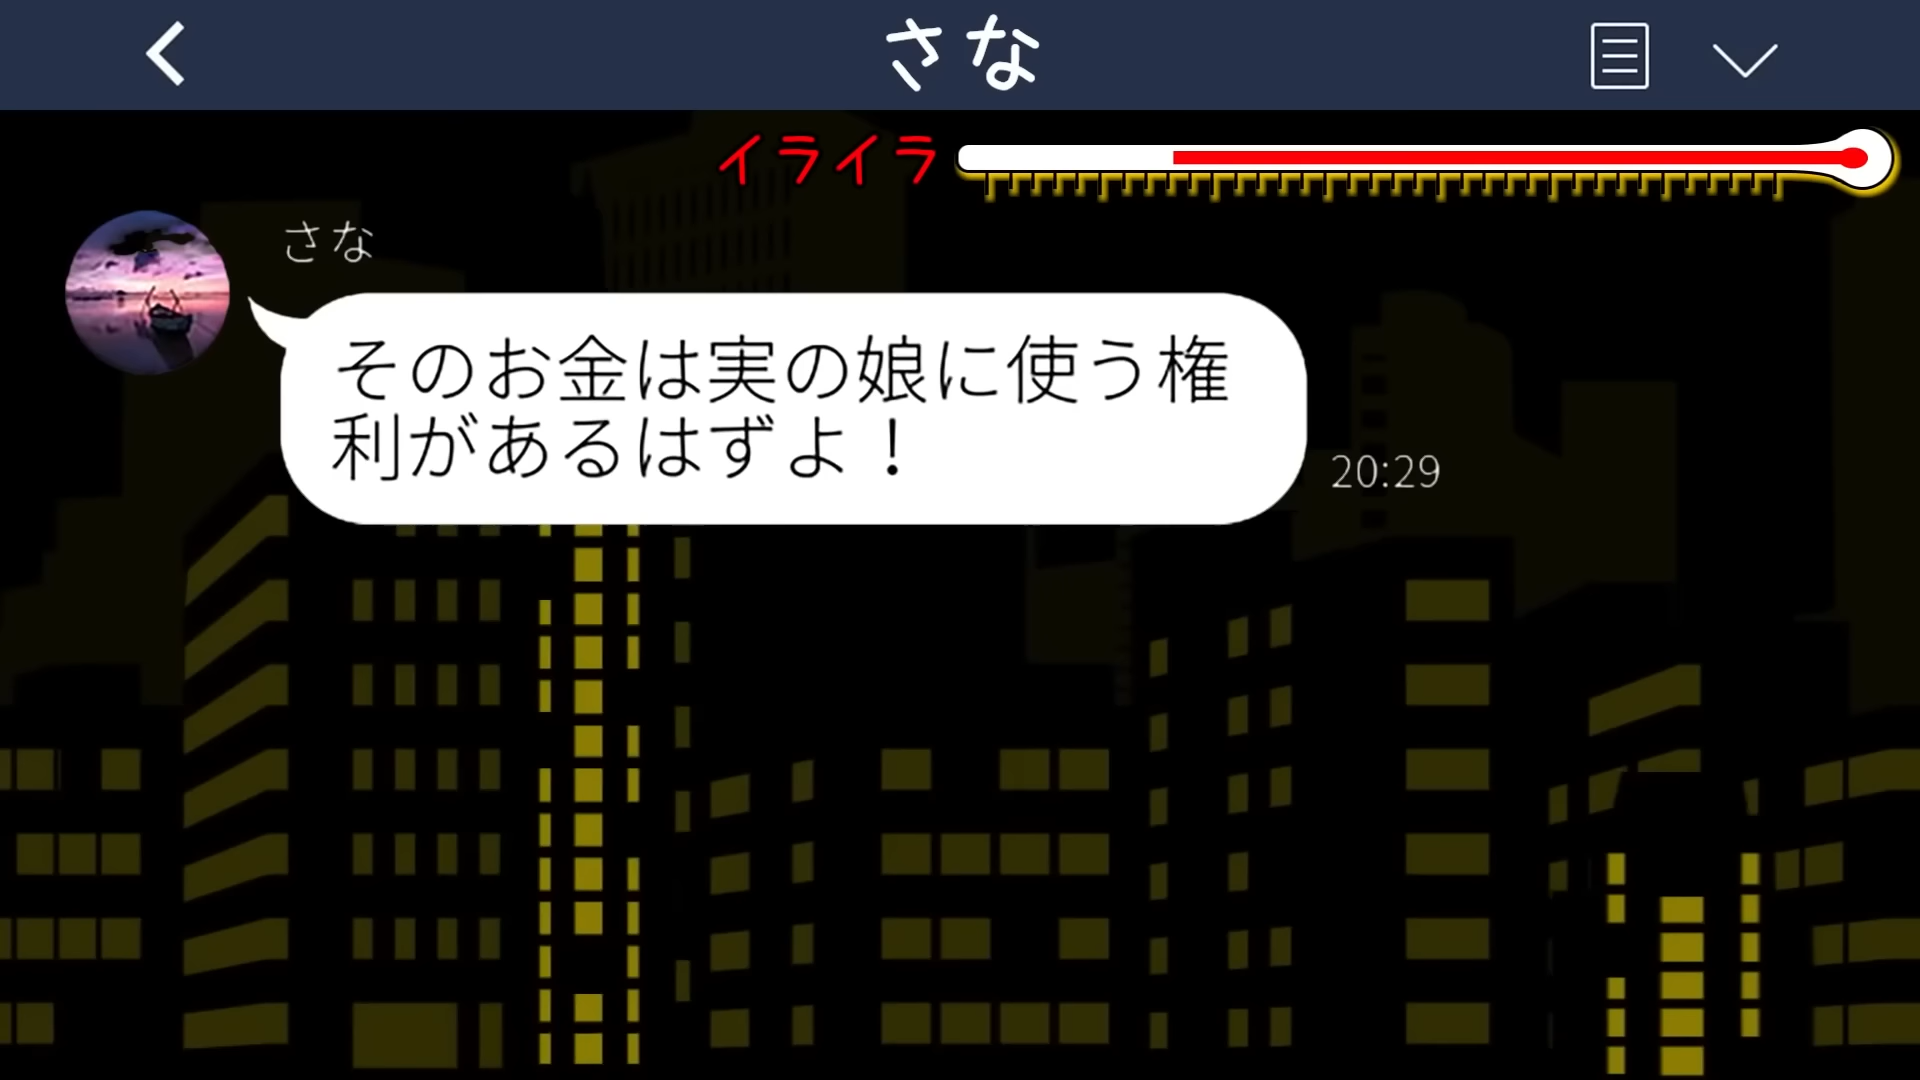 さな
イライラ
さな
そのお金は実の娘に使う権
利があるはずよ！
20:29